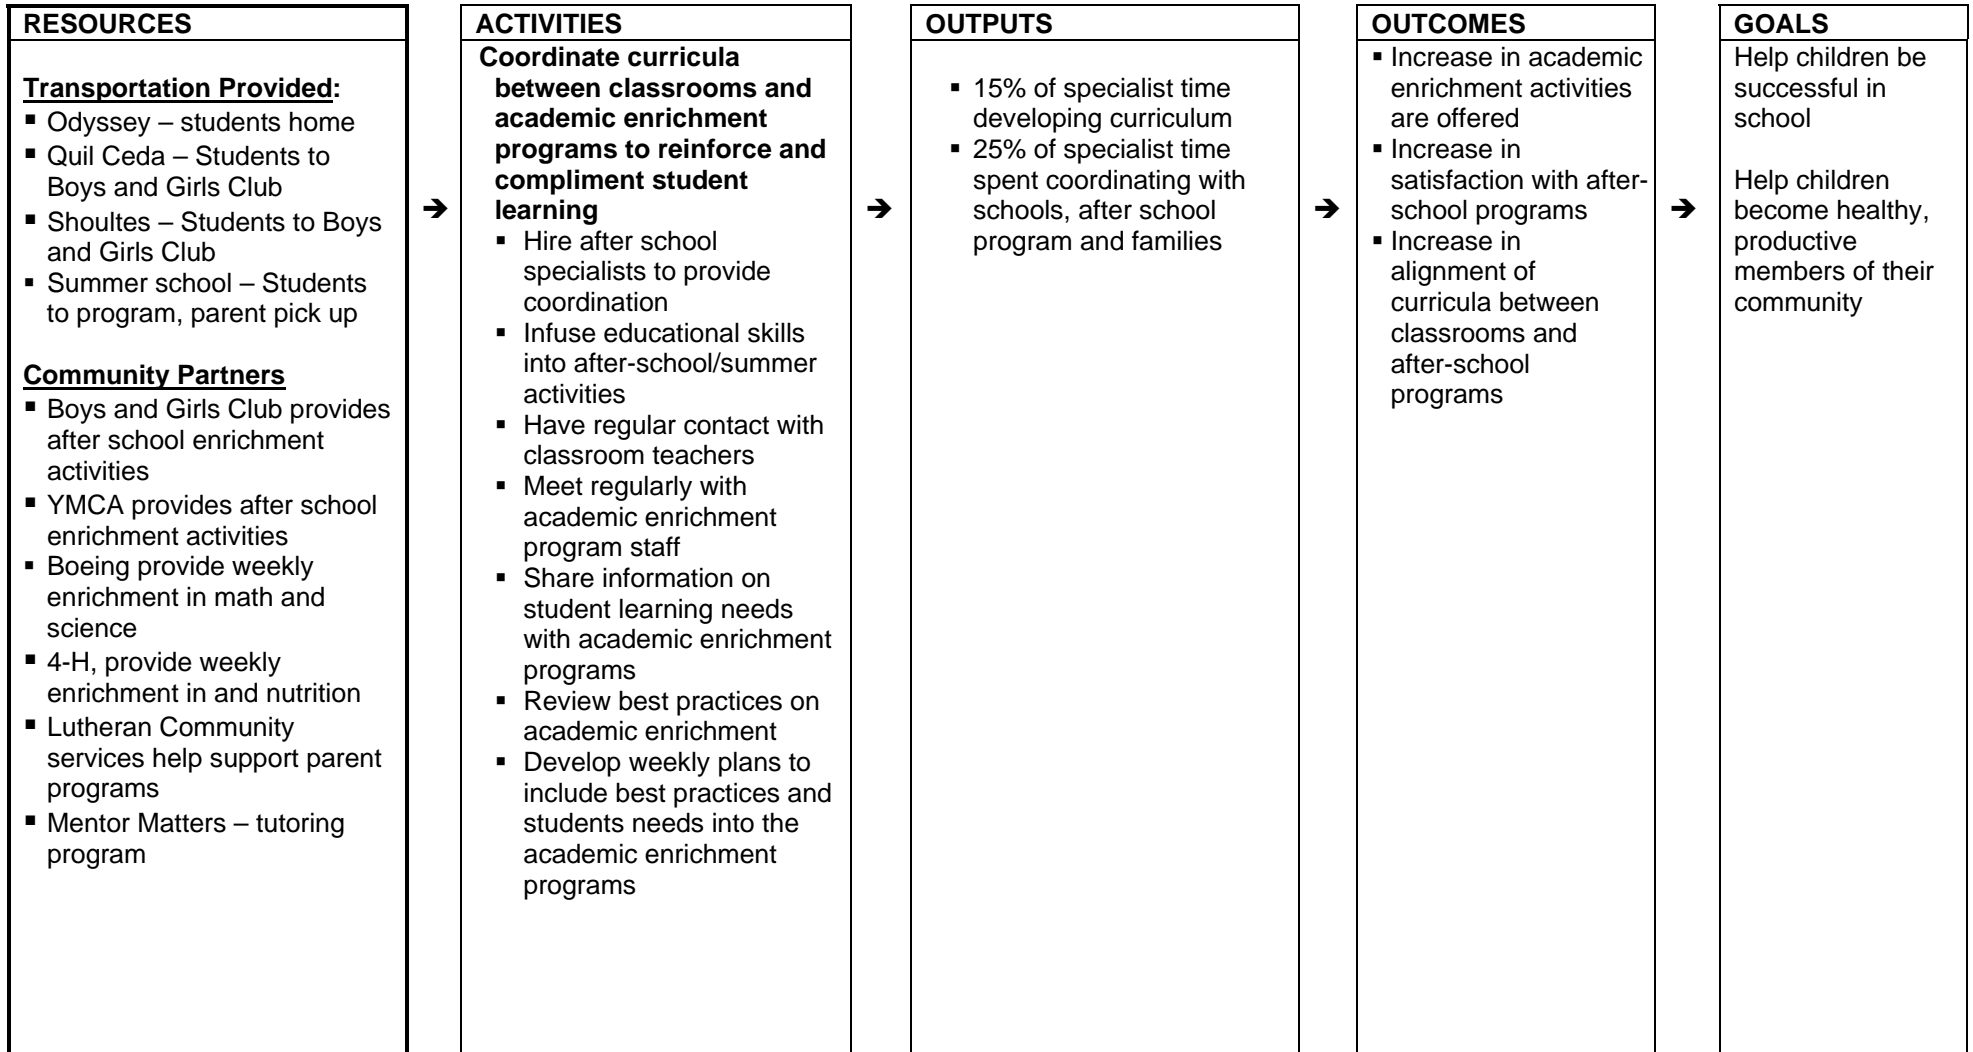 RESOURCES
Transportation Provided:
▪ Odyssey – students home
▪ Quil Ceda – Students to
Boys and Girls Club
▪ Shoultes – Students to Boys
and Girls Club
▪ Summer school – Students
to program, parent pick up
Community Partners
▪ Boys and Girls Club provides
after school enrichment
activities
▪ YMCA provides after school
enrichment activities
▪ Boeing provide weekly
enrichment in math and
science
▪ 4-H, provide weekly
enrichment in and nutrition
▪ Lutheran Community
services help support parent
programs
▪ Mentor Matters – tutoring
program
➔
ACTIVITIES
Coordinate curricula
between classrooms and
academic enrichment
programs to reinforce and
compliment student
learning
▪ Hire after school
specialists to provide
coordination
▪ Infuse educational skills
into after-school/summer
activities
▪ Have regular contact with
classroom teachers
▪ Meet regularly with
academic enrichment
program staff
▪ Share information on
student learning needs
with academic enrichment
programs
▪ Review best practices on
academic enrichment
▪ Develop weekly plans to
include best practices and
students needs into the
academic enrichment
programs
➔
OUTPUTS
▪ 15% of specialist time
developing curriculum
▪ 25% of specialist time
spent coordinating with
schools, after school
program and families
➔
OUTCOMES
▪ Increase in academic
enrichment activities
are offered
▪ Increase in
satisfaction with after-
school programs
▪ Increase in
alignment of
curricula between
classrooms and
after-school
programs
➔
GOALS
Help children be
successful in
school
Help children
become healthy,
productive
members of their
community